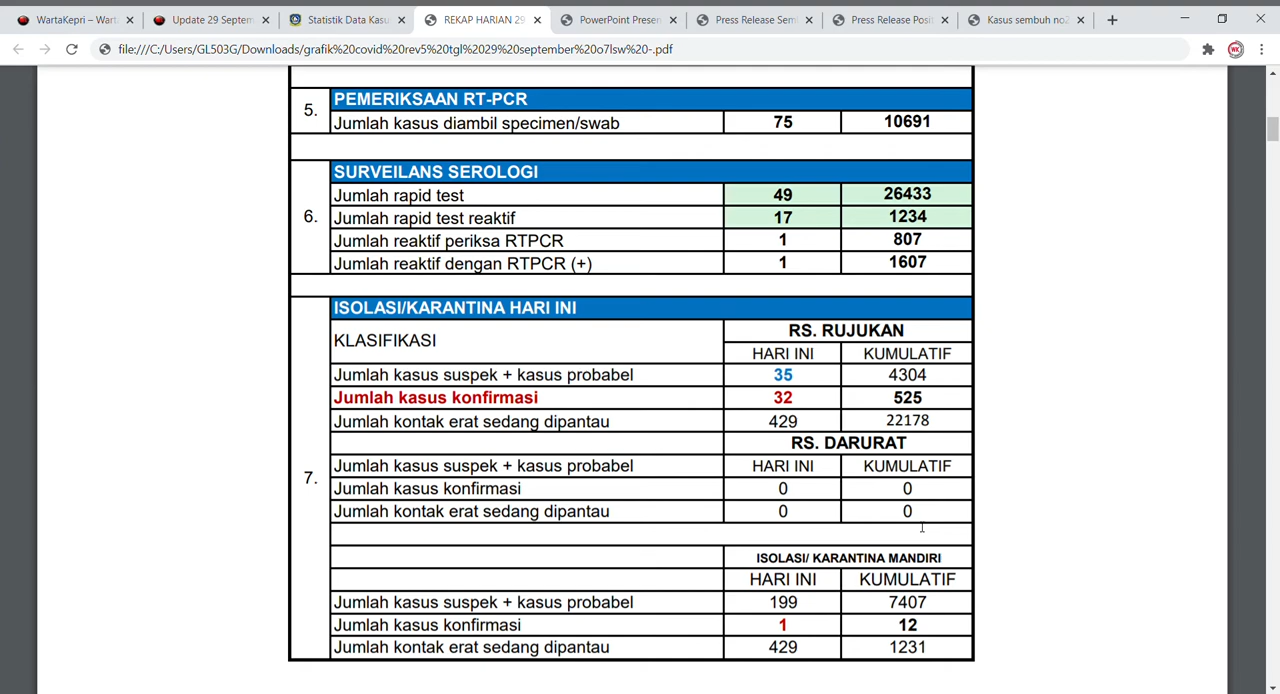 WartaKepri – Warta
Update 29 Septem
Statistik Data Kasu
REKAP HARIAN 29
PowerPoint Presen
Press Release Sem
Press Release Posi
Kasus sembuh no2
file:///C:/Users/GL503G/Downloads/grafik%20covid%20rev5%20tgl%2029%20september%20o7lsw%20-.pdf
5.
PEMERIKSAAN RT-PCR
Jumlah kasus diambil specimen/swab 75 10691
6.
SURVEILANS SEROLOGI
Jumlah rapid test 49 26433
Jumlah rapid test reaktif 17 1234
Jumlah reaktif periksa RTPCR 1 807
Jumlah reaktif dengan RTPCR (+) 1 1607
7.
ISOLASI/KARANTINA HARI INI
KLASIFIKASI RS. RUJUKAN
HARI INI KUMULATIF
Jumlah kasus suspek + kasus probabel 35 4304
Jumlah kasus konfirmasi 32 525
Jumlah kontak erat sedang dipantau 429 22178
RS. DARURAT
Jumlah kasus suspek + kasus probabel HARI INI KUMULATIF
Jumlah kasus konfirmasi 0 0
Jumlah kontak erat sedang dipantau 0 0
ISOLASI/ KARANTINA MANDIRI
HARI INI KUMULATIF
Jumlah kasus suspek + kasus probabel 199 7407
Jumlah kasus konfirmasi 1 12
Jumlah kontak erat sedang dipantau 429 1231